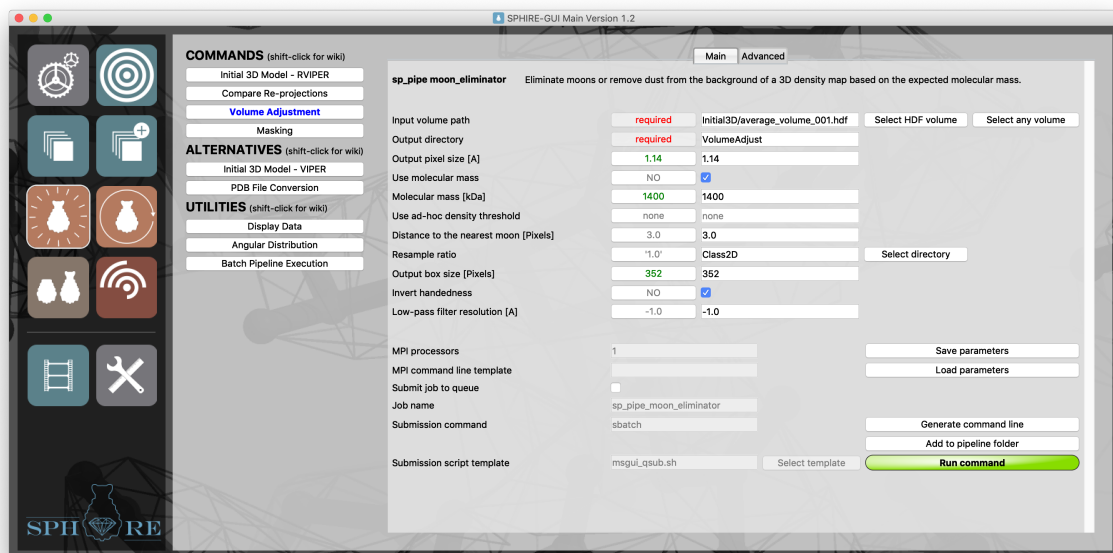 SPHIRE-GUI Main Version 1.2
COMMANDS (shift-click for wiki)
Initial 3D Model - RVIPER
Compare Re-projections
Volume Adjustment
Masking
ALTERNATIVES (shift-click for wiki)
Initial 3D Model - VIPER
PDB File Conversion
UTILITIES (shift-click for wiki)
Display Data
Angular Distribution
Batch Pipeline Execution
SPHIRE
Main Advanced
sp_pipe moon_eliminator Eliminate moons or remove dust from the background of a 3D density map based on the expected molecular mass.
Input volume path required Initial3D/average_volume_001.hdf Select HDF volume Select any volume
Output directory required VolumeAdjust
Output pixel size [A] 1.14 1.14
Use molecular mass NO
Molecular mass [kDa] 1400 1400
Use ad-hoc density threshold none none
Distance to the nearest moon [Pixels] 3.0 3.0
Resample ratio '1.0' Class2D Select directory
Output box size [Pixels] 352 352
Invert handedness NO
Low-pass filter resolution [A] -1.0 -1.0
MPI processors 1 Save parameters
MPI command line template Load parameters
Submit job to queue
Job name sp_pipe_moon_eliminator
Submission command sbatch Generate command line
Add to pipeline folder
Submission script template msgui_qsub.sh Select template Run command